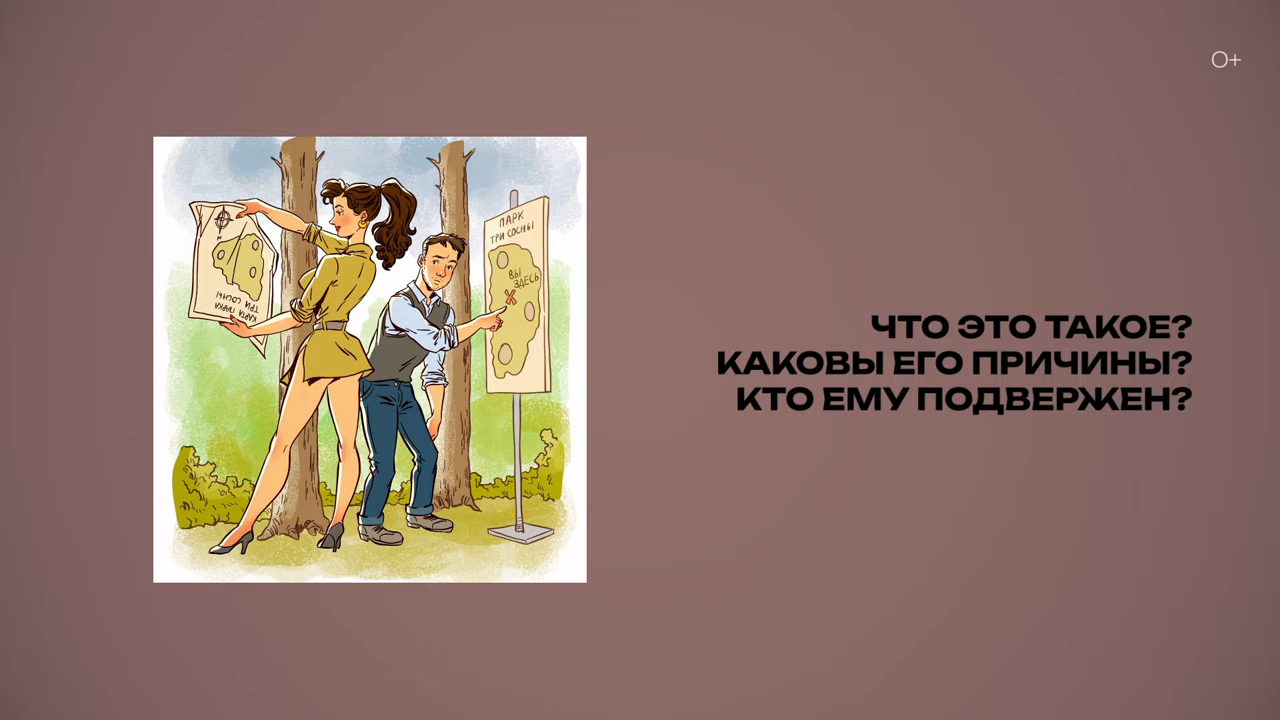 0+
ПАРК
ТРИ СОСНЫ
ВЫ
ЗДЕСЬ
КАРТА ПАРКА
ТРИ СОСНЫ
N
ЧТО ЭТО ТАКОЕ?
КАКОВЫ ЕГО ПРИЧИНЫ?
КТО ЕМУ ПОДВЕРЖЕН?